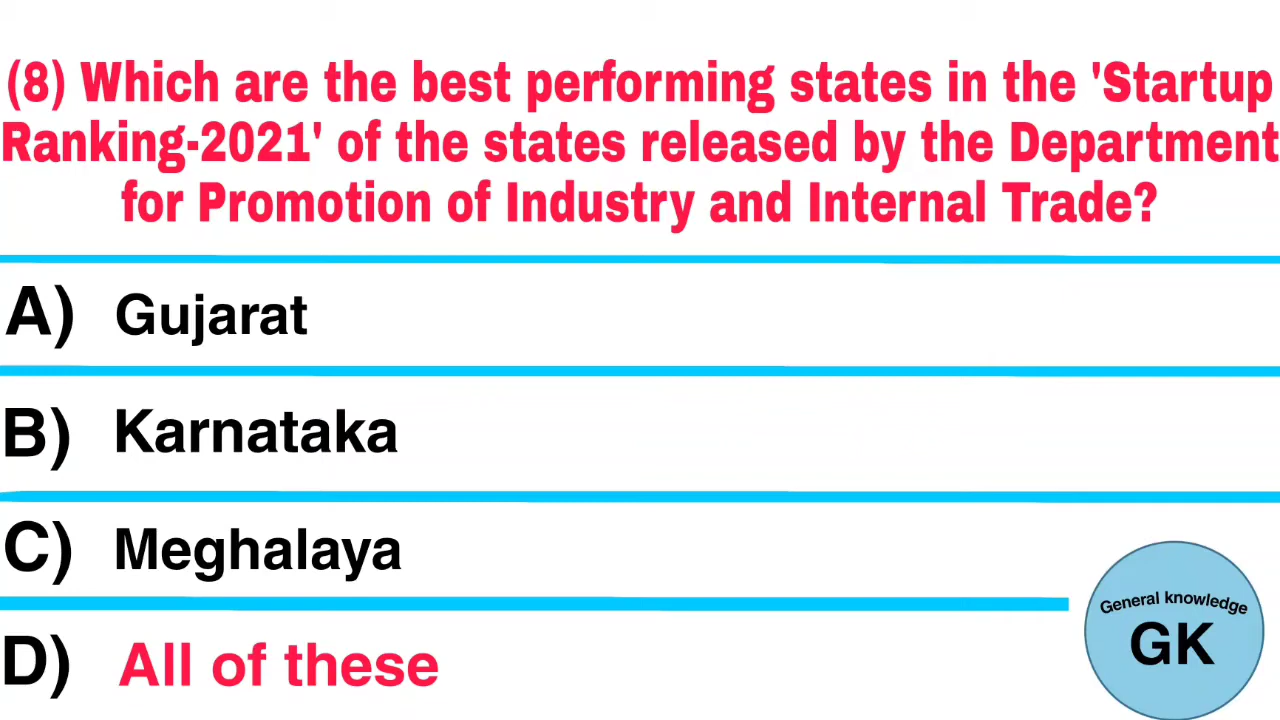 (8) Which are the best performing states in the 'Startup
Ranking-2021' of the states released by the Department
for Promotion of Industry and Internal Trade?
A) Gujarat
B) Karnataka
C) Meghalaya
D) All of these
General knowledge
GK